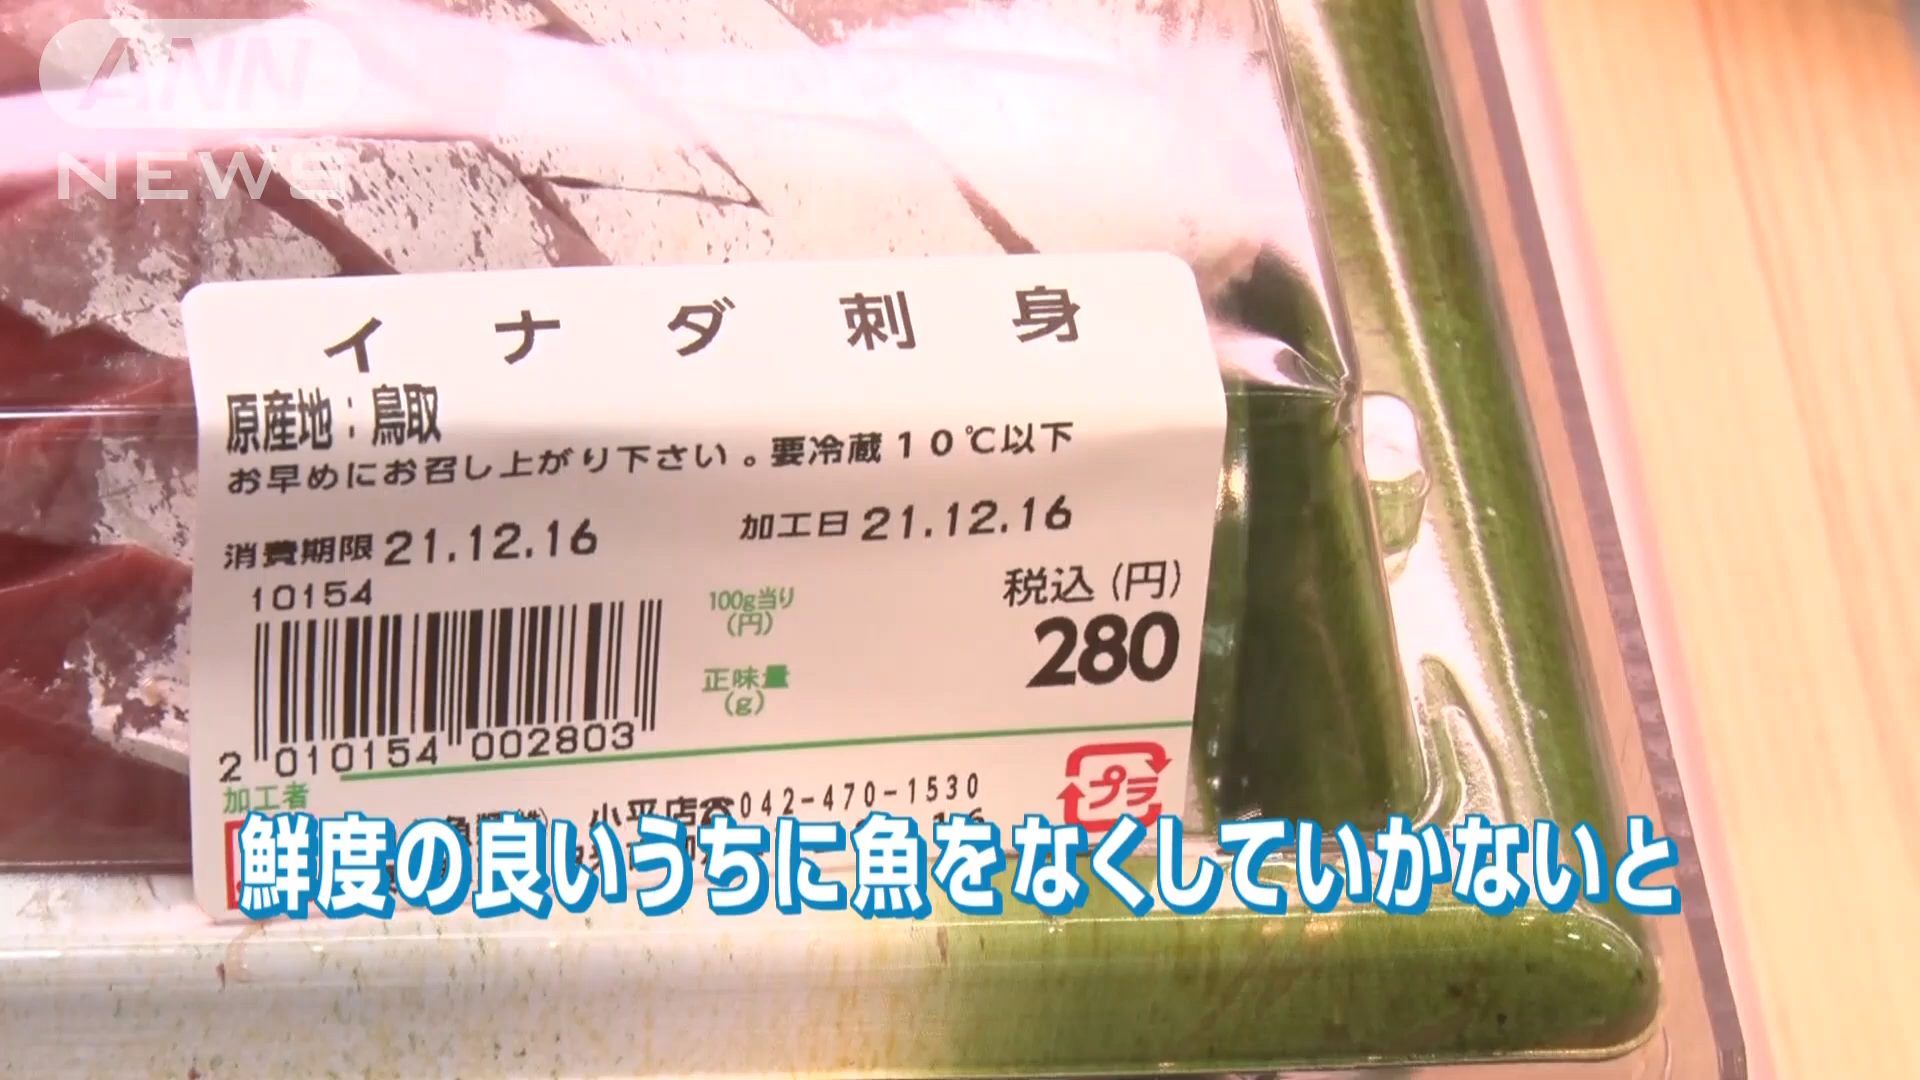 ANN
NEWS
イナダ刺身
原産地:鳥取
お早めにお召し上がり下さい。要冷蔵10℃以下
消費期限 21.12.16 加工日 21.12.16
10154
100g当り
(円)
税込(円)
280
正味量
(g)
2 010154 002803
加工者
プラ
小平店☎042-470-1530
鮮度の良いうちに魚をなくしていかないと